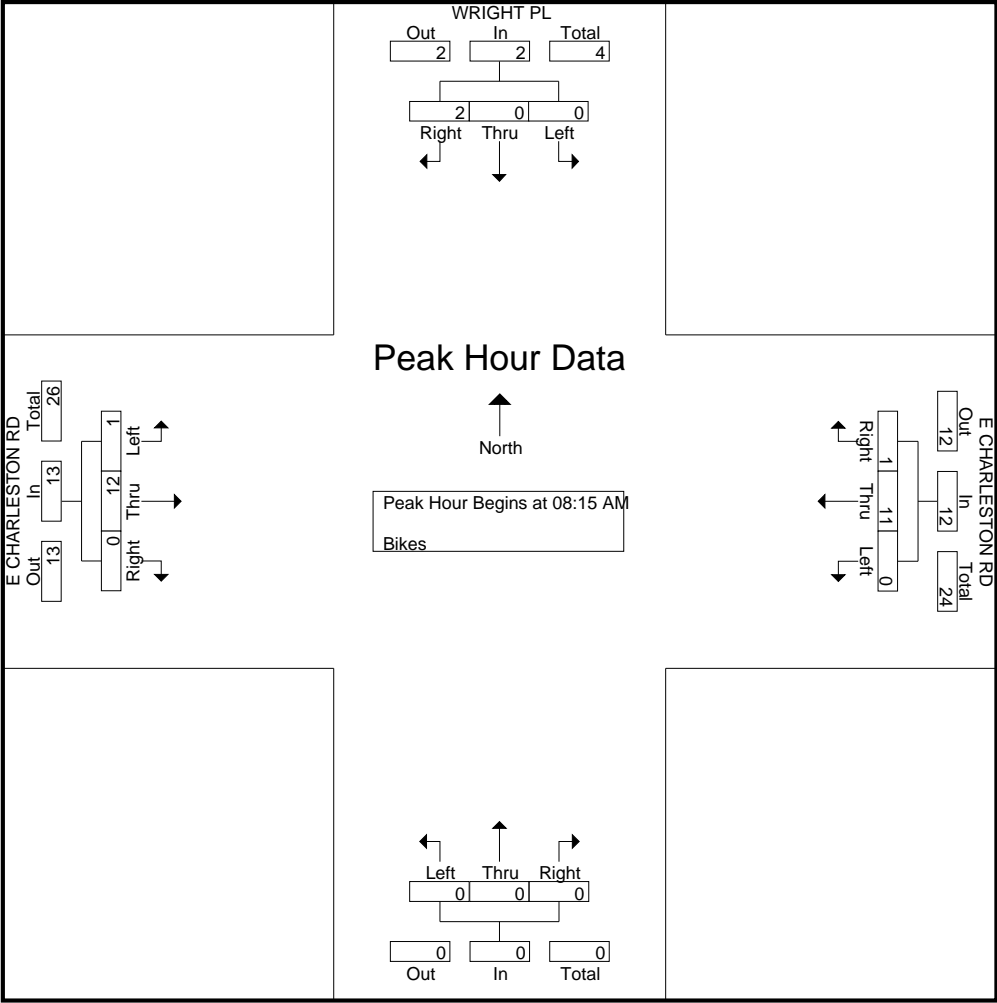 WRIGHT PL
Out In Total
2 2 4
2 0 0
Right Thru Left
Peak Hour Data
North
Peak Hour Begins at 08:15 AM
Bikes
E CHARLESTON RD
Out In Total
13 13 26
Left Thru Right
1 12 0
E CHARLESTON RD
Out In Total
12 12 24
Right Thru Left
1 11 0
Left Thru Right
0 0 0
0 0 0
Out In Total